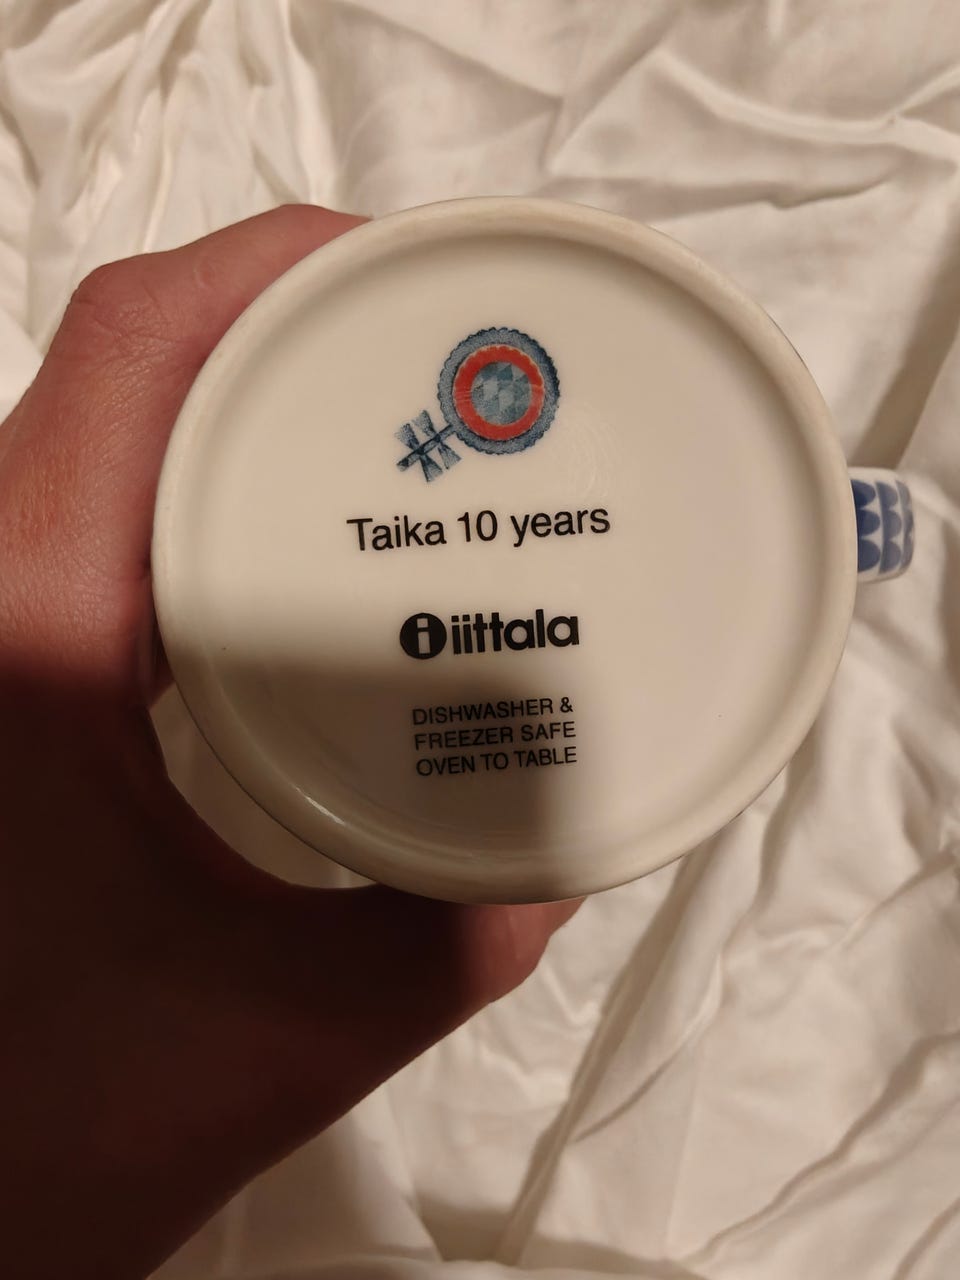 Taika 10 years
i iittala
DISHWASHER &
FREEZER SAFE
OVEN TO TABLE